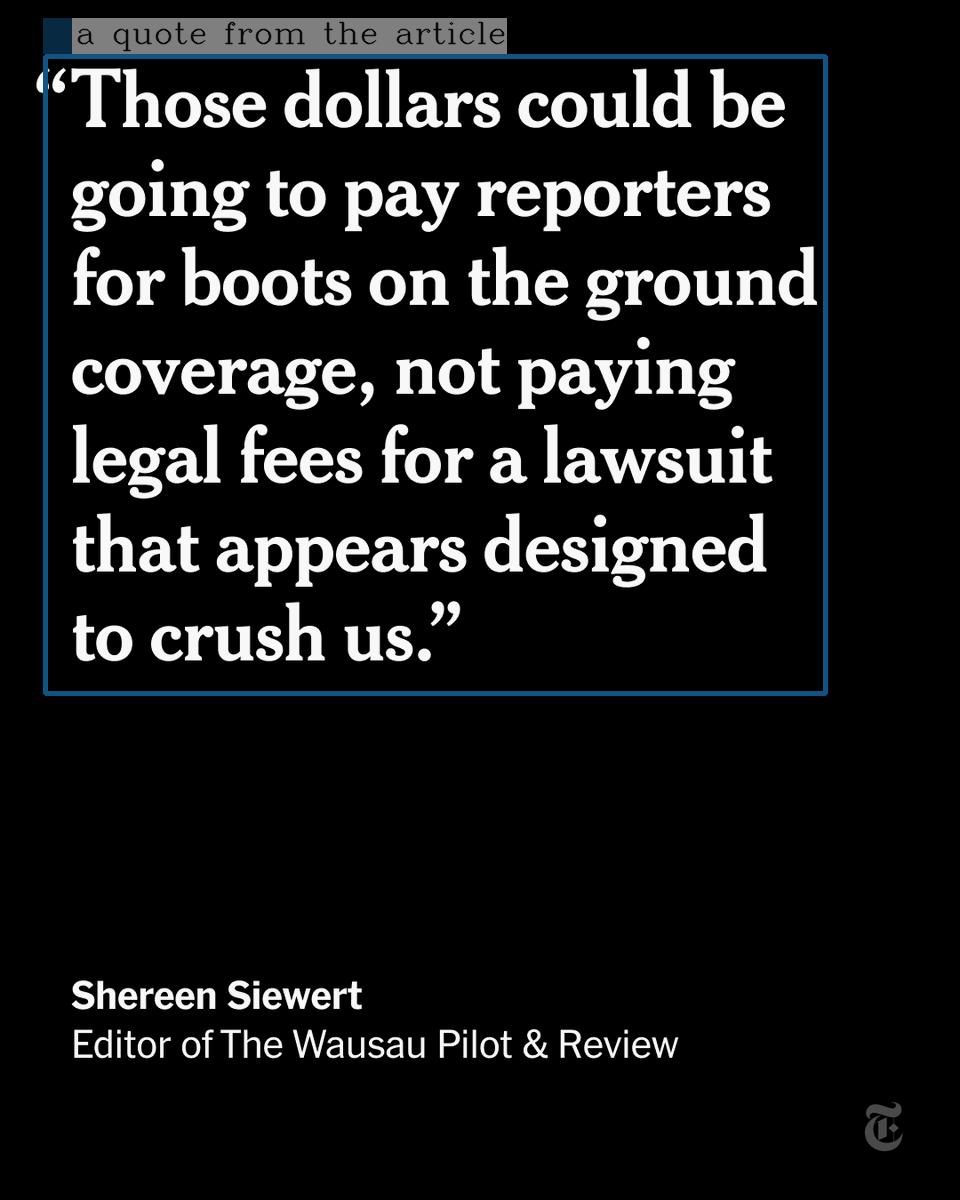 a quote from the article
“Those dollars could be
going to pay reporters
for boots on the ground
coverage, not paying
legal fees for a lawsuit
that appears designed
to crush us.”
Shereen Siewert
Editor of The Wausau Pilot & Review
T